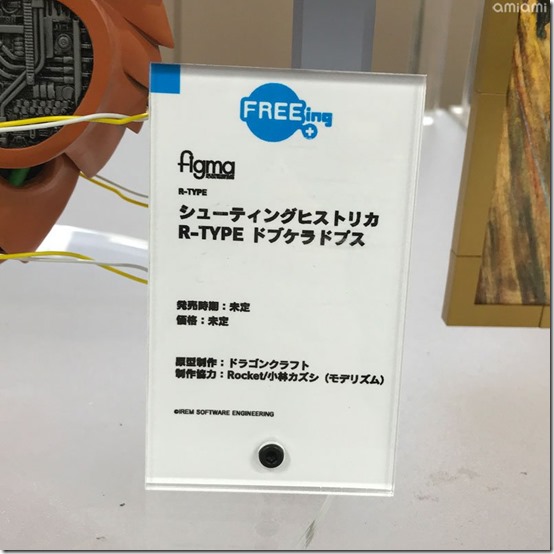 amiami
FREEing
figma
R-TYPE
シューティングヒストリカ
R-TYPE ドブケラドプス
発売時期：未定
価格：未定
原型制作：ドラゴンクラフト
制作協力：Rocket/小林カズシ（モデリズム）
©IREM SOFTWARE ENGINEERING